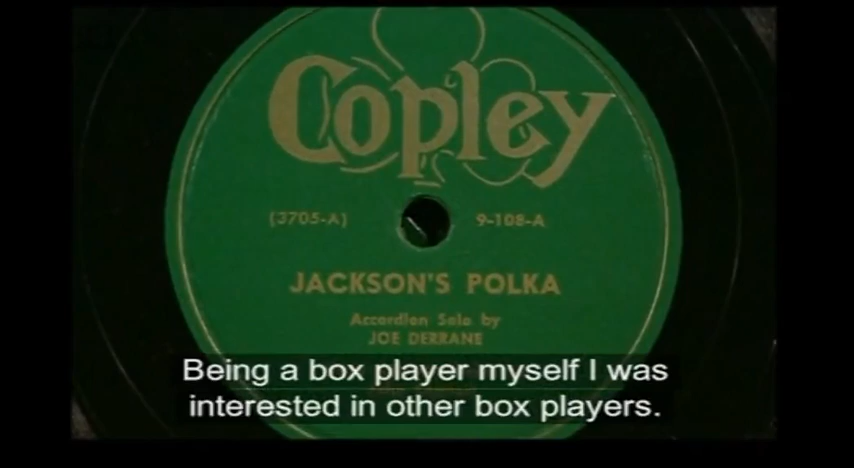 Copley
(3705-A) 9-108-A
JACKSON'S POLKA
Accordion Solo by
JOE DERRANE
Being a box player myself I was
interested in other box players.